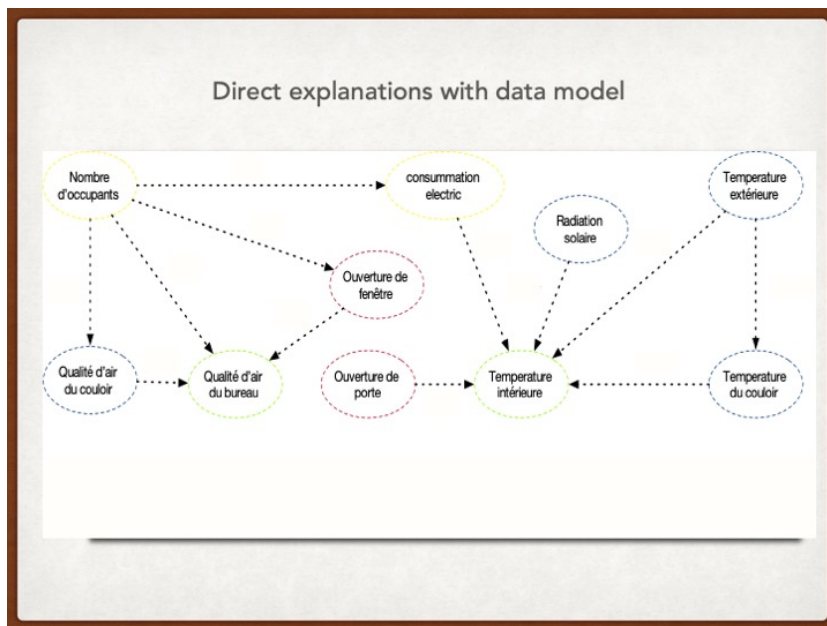 Direct explanations with data model
Nombre
d'occupants
consummation
electric
Temperature
extérieure
Radiation
solaire
Ouverture de
fenêtre
Qualité d'air
du couloir
Qualité d'air
du bureau
Ouverture de
porte
Temperature
intérieure
Temperature
du couloir